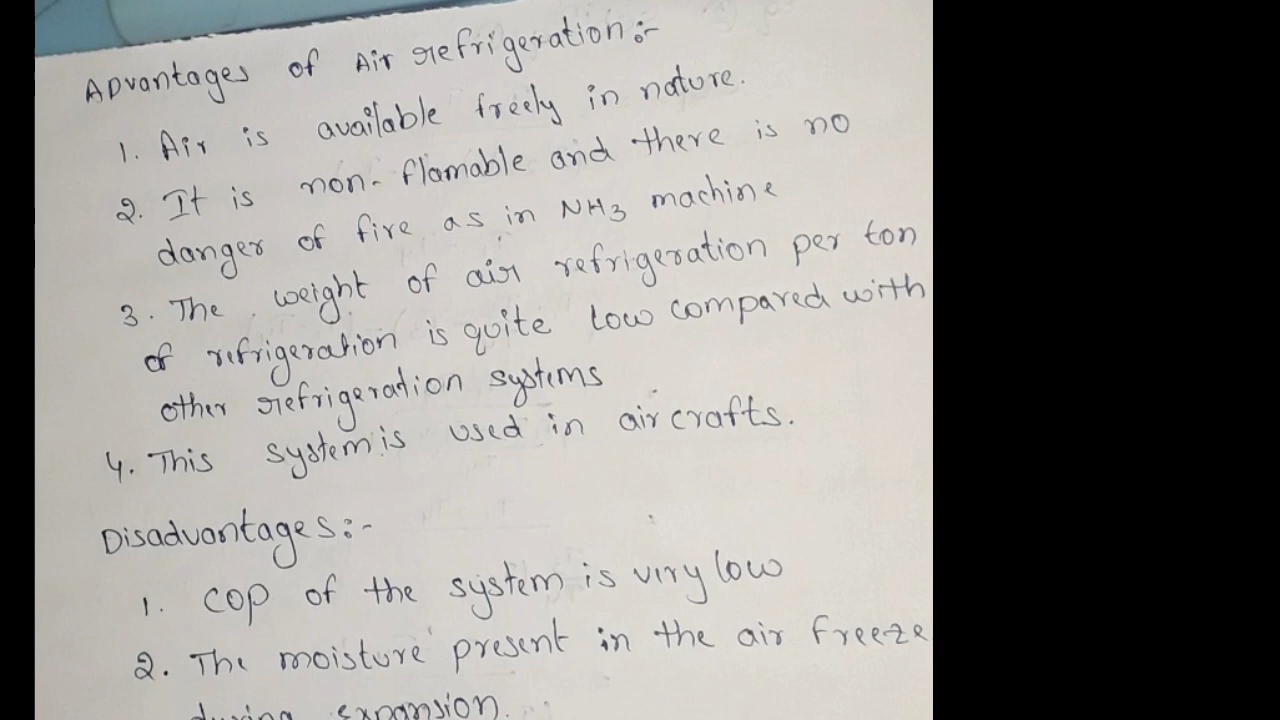 Advantages of Air refrigeration:-
1. Air is available freely in nature.
2. It is non-flamable and there is no
danger of fire as in NH3 machine
3. The weight of air refrigeration per ton
of refrigeration is quite low compared with
other refrigeration systems
4. This system is used in aircrafts.
Disadvantages:-
1. COP of the system is very low
2. The moisture present in the air freeze
during expansion.